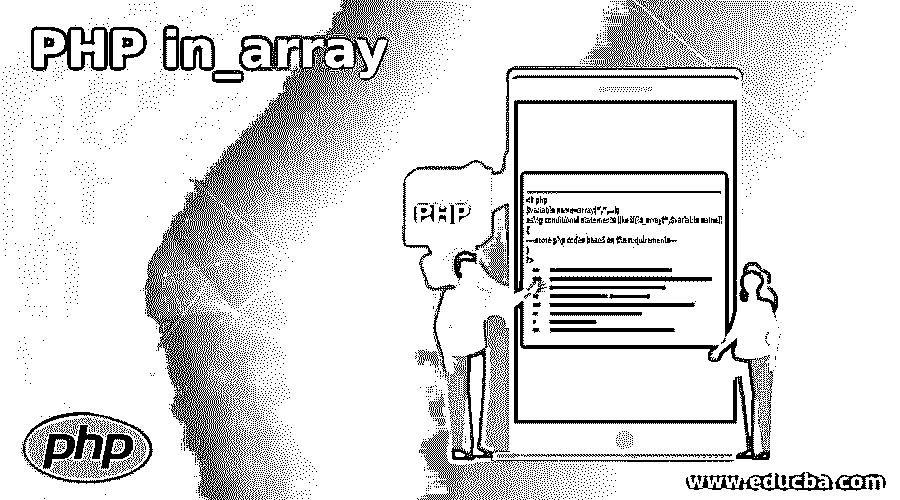 PHP in_array
PHP
<? php
$variable name=array("",",...);
using conditional statements like if(in_array("",$variable name))
{
---some php codes based on the requirements---
}
?>
php
www.educba.com